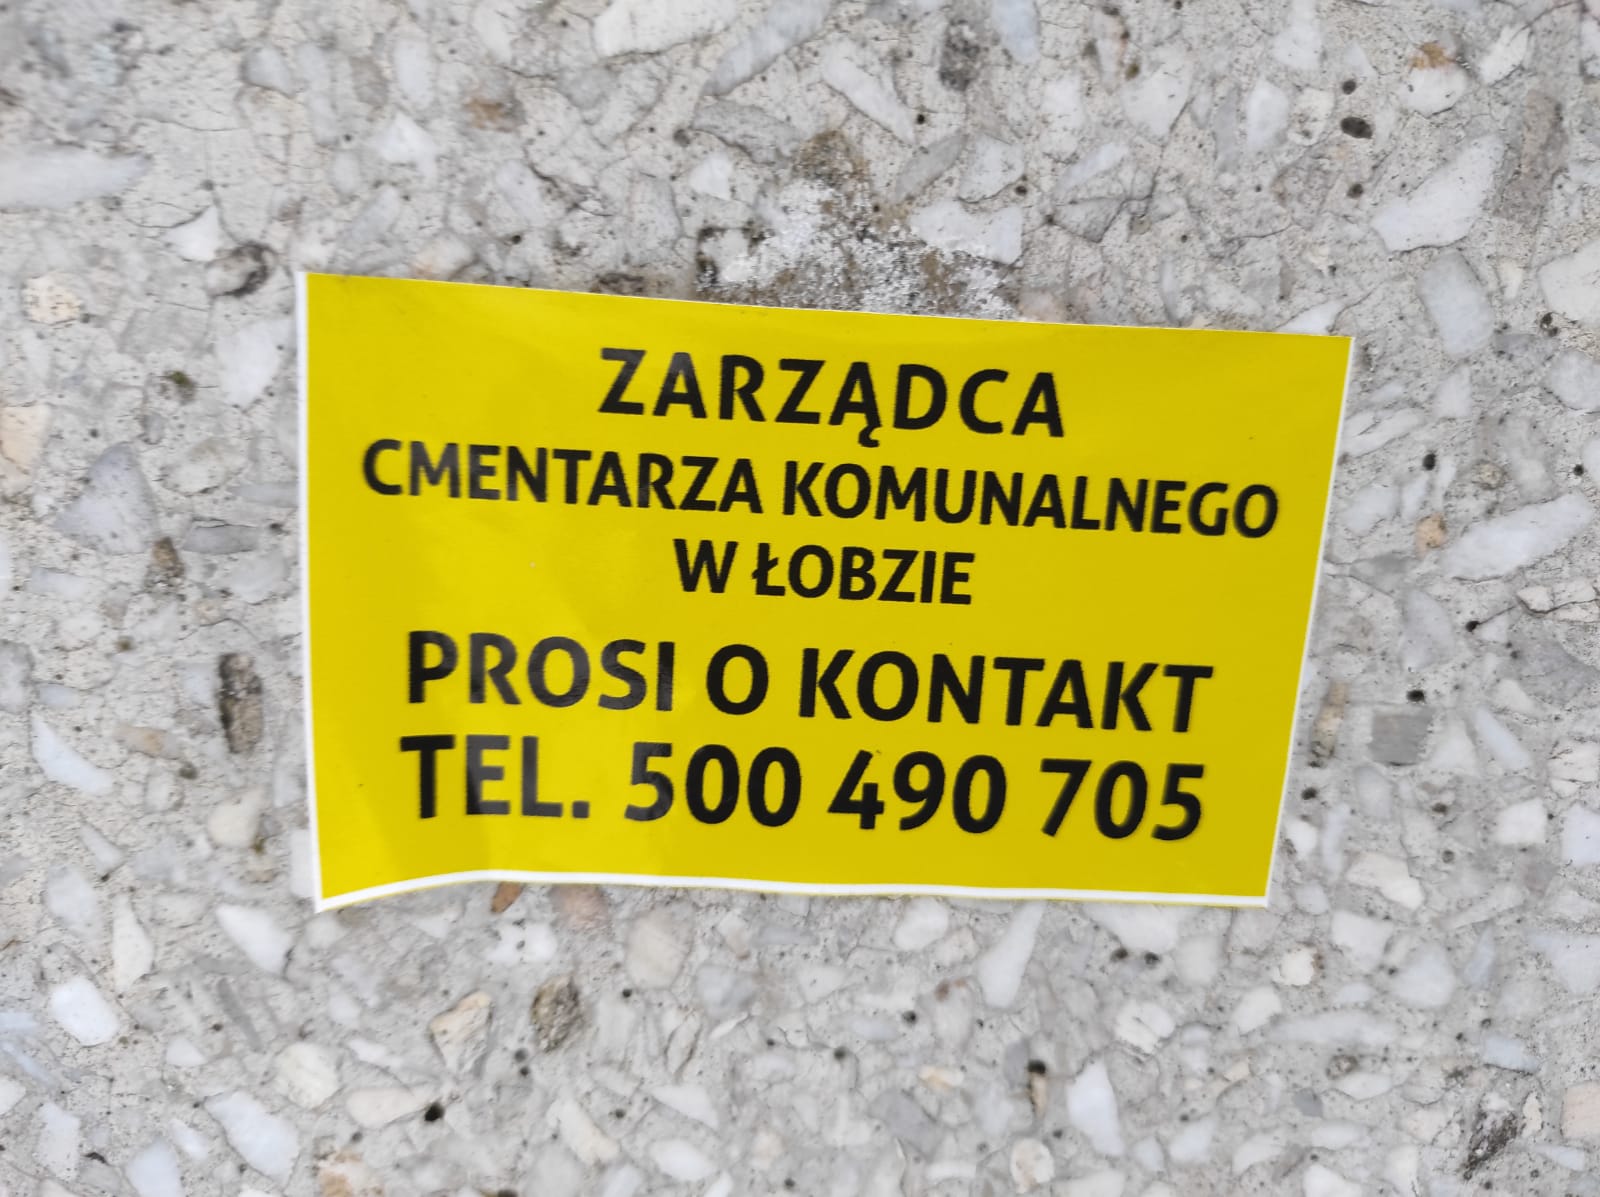 ZARZĄDCA
CMENTARZA KOMUNALNEGO
W ŁOBZIE
PROSI O KONTAKT
TEL. 500 490 705